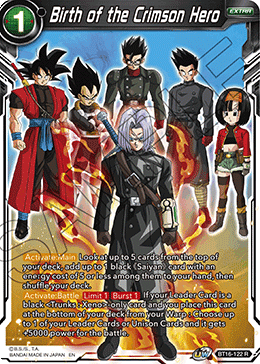 1 Birth of the Crimson Hero EXTRA
Activate:Main Look at up to 5 cards from the top of
your deck, add up to 1 black ‹Saiyan› card with an
energy cost of 5 or less among them to your hand, then
shuffle your deck.
Activate:Battle Limit 1 Burst 1 If your Leader Card is a
black <Trunks : Xeno> only card and you place this card
at the bottom of your deck from your Warp : Choose up
to 1 of your Leader Cards or Unison Cards and it gets
+5000 power for the battle.
©B.S./S., T.A.
BANDAI MADE IN JAPAN EN
BT16-122 R